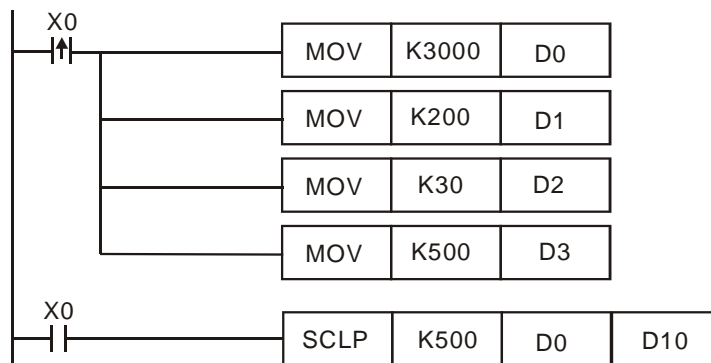 X0
MOV K3000 D0
MOV K200 D1
MOV K30 D2
MOV K500 D3
X0
SCLP K500 D0 D10